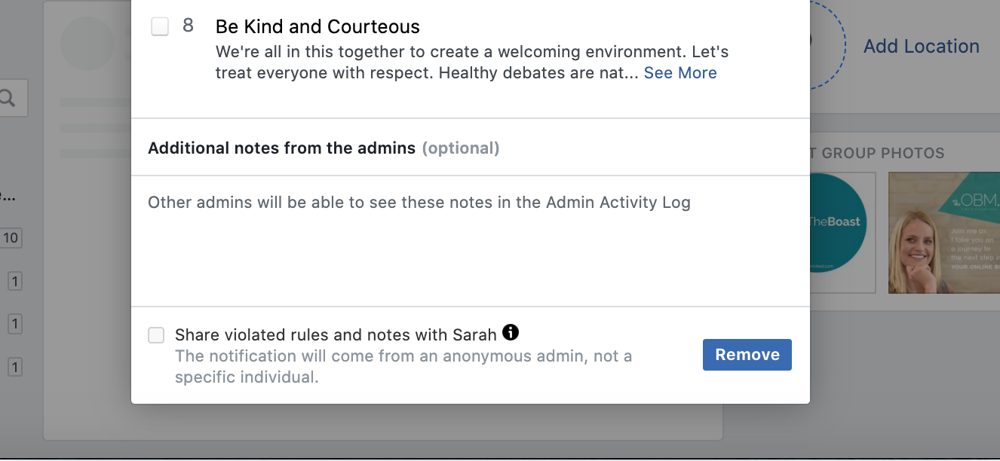 8 Be Kind and Courteous
We're all in this together to create a welcoming environment. Let's
treat everyone with respect. Healthy debates are nat... See More
Additional notes from the admins (optional)
Other admins will be able to see these notes in the Admin Activity Log
Share violated rules and notes with Sarah
The notification will come from an anonymous admin, not a
specific individual.
Remove
10
1
1
1
Add Location
T GROUP PHOTOS
TheBoast
the OBM.
Join me as
I take you on
a journey to
the next step in
YOUR ONLINE B